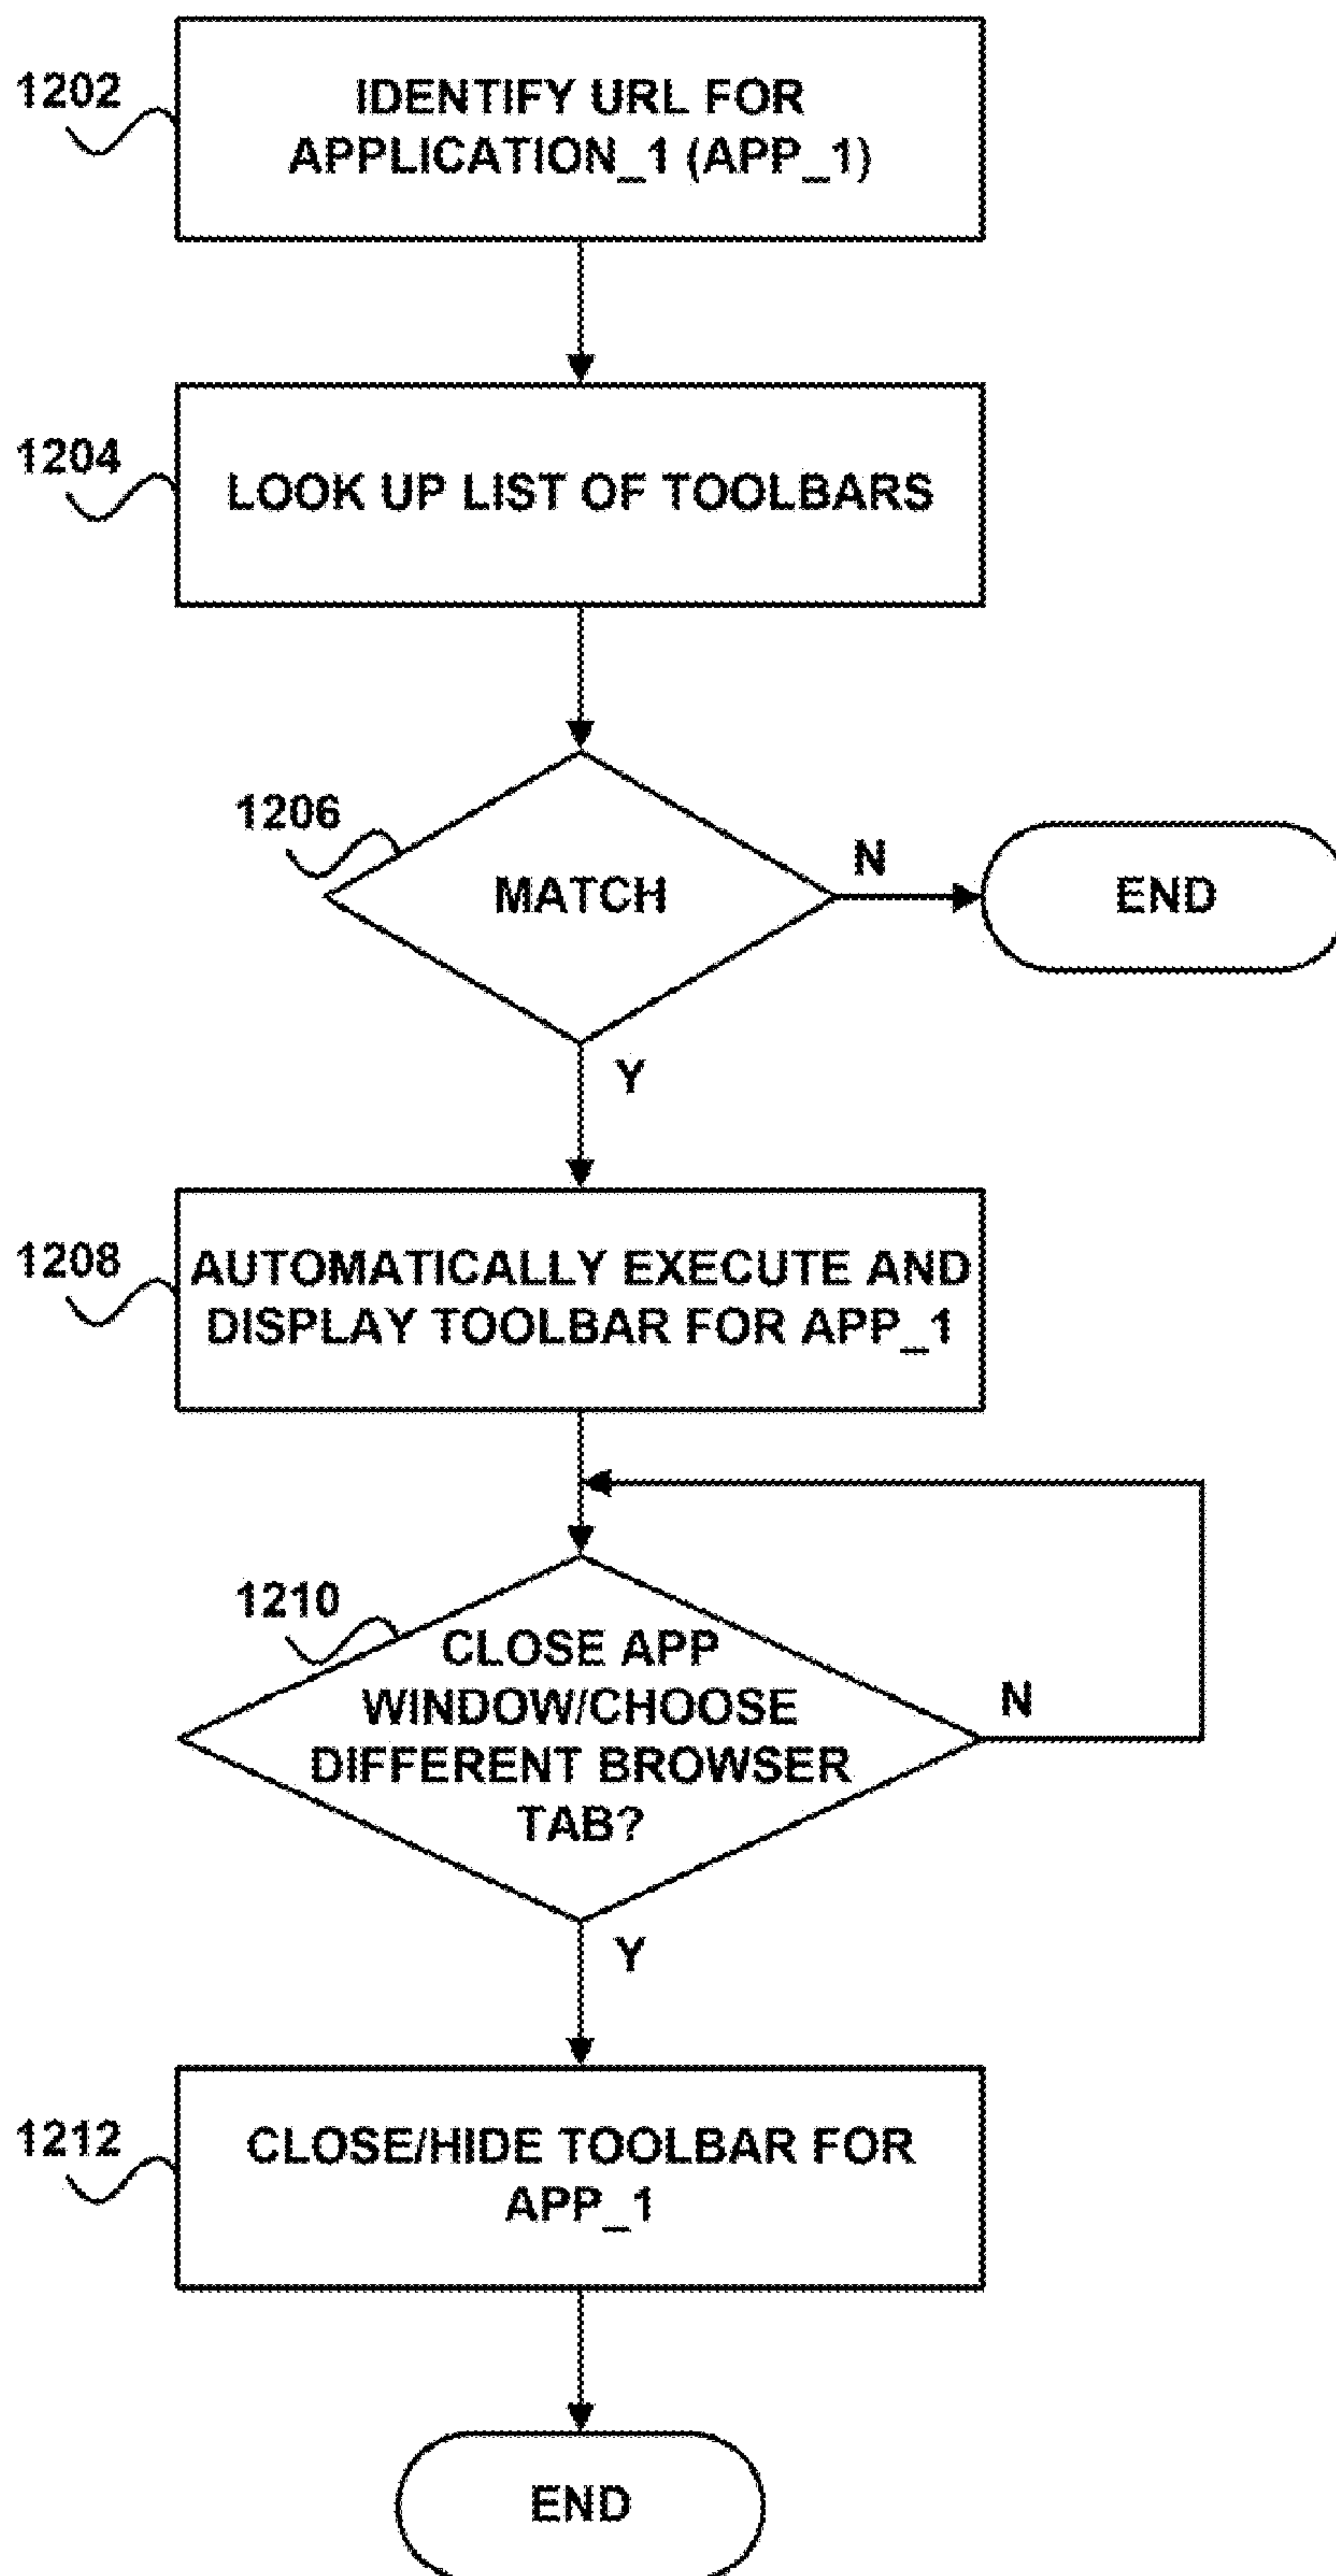 1202
IDENTIFY URL FOR
APPLICATION_1 (APP_1)
1204
LOOK UP LIST OF TOOLBARS
1206
MATCH
N
END
Y
1208
AUTOMATICALLY EXECUTE AND
DISPLAY TOOLBAR FOR APP_1
1210
CLOSE APP
WINDOW/CHOOSE
DIFFERENT BROWSER
TAB?
N
Y
1212
CLOSE/HIDE TOOLBAR FOR
APP_1
END